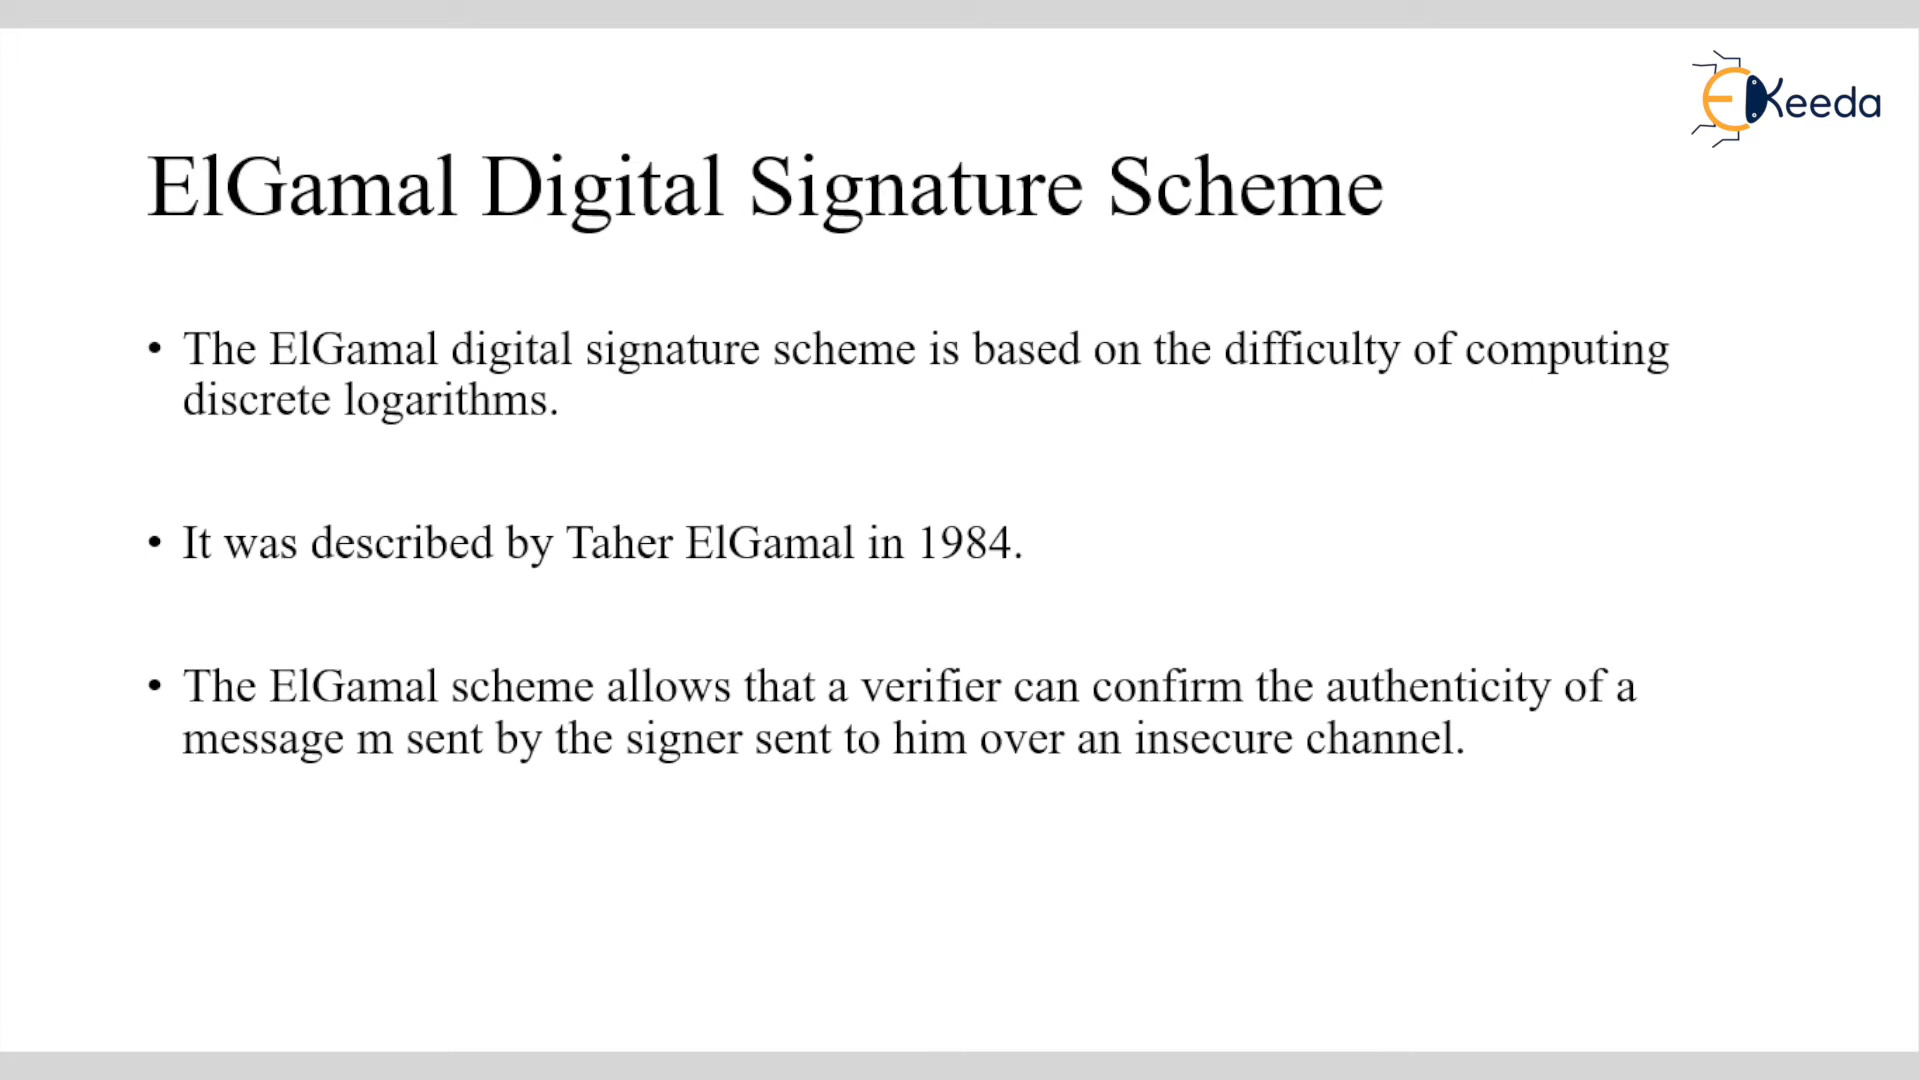 EKeeda
ElGamal Digital Signature Scheme
• The ElGamal digital signature scheme is based on the difficulty of computing
discrete logarithms.
• It was described by Taher ElGamal in 1984.
• The ElGamal scheme allows that a verifier can confirm the authenticity of a
message m sent by the signer sent to him over an insecure channel.